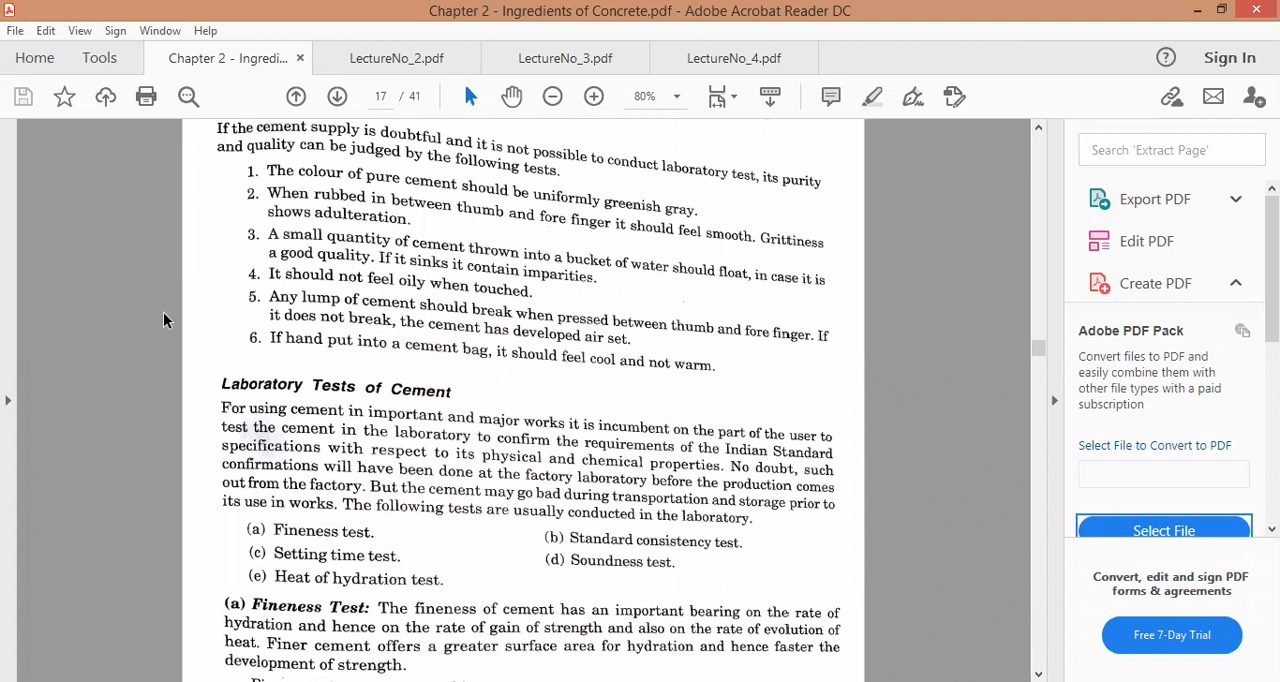 Chapter 2 - Ingredients of Concrete.pdf - Adobe Acrobat Reader DC
File Edit View Sign Window Help
Home Tools Chapter 2 - Ingredi... × LectureNo_2.pdf LectureNo_3.pdf LectureNo_4.pdf Sign In
17 / 41 80%
If the cement supply is doubtful and it is not possible to conduct laboratory test, its purity
and quality can be judged by the following tests.
1. The colour of pure cement should be uniformly greenish gray.
2. When rubbed in between thumb and fore finger it should feel smooth. Grittiness
shows adulteration.
3. A small quantity of cement thrown into a bucket of water should float, in case it is
a good quality. If it sinks it contain imparities.
4. It should not feel oily when touched.
5. Any lump of cement should break when pressed between thumb and fore finger. If
it does not break, the cement has developed air set.
6. If hand put into a cement bag, it should feel cool and not warm.
Laboratory Tests of Cement
For using cement in important and major works it is incumbent on the part of the user to
test the cement in the laboratory to confirm the requirements of the Indian Standard
specifications with respect to its physical and chemical properties. No doubt, such
confirmations will have been done at the factory laboratory before the production comes
out from the factory. But the cement may go bad during transportation and storage prior to
its use in works. The following tests are usually conducted in the laboratory.
(a) Fineness test. (b) Standard consistency test.
(c) Setting time test. (d) Soundness test.
(e) Heat of hydration test.
(a) Fineness Test: The fineness of cement has an important bearing on the rate of
hydration and hence on the rate of gain of strength and also on the rate of evolution of
heat. Finer cement offers a greater surface area for hydration and hence faster the
development of strength.
Search 'Extract Page'
Export PDF
Edit PDF
Create PDF
Adobe PDF Pack
Convert files to PDF and
easily combine them with
other file types with a paid
subscription
Select File to Convert to PDF
Select File
Convert, edit and sign PDF
forms & agreements
Free 7-Day Trial